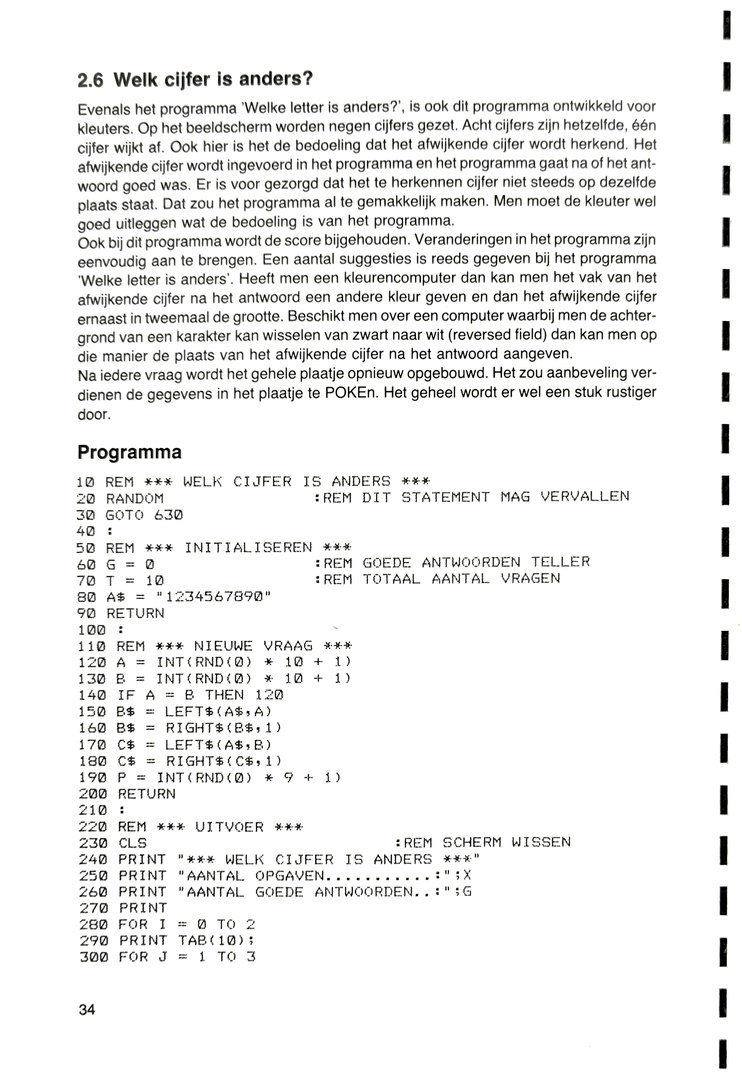 2.6 Welk cijfer is anders?
Evenals het programma 'Welke letter is anders?', is ook dit programma ontwikkeld voor
kleuters. Op het beeldscherm worden negen cijfers gezet. Acht cijfers zijn hetzelfde, één
cijfer wijkt af. Ook hier is het de bedoeling dat het afwijkende cijfer wordt herkend. Het
afwijkende cijfer wordt ingevoerd in het programma en het programma gaat na of het ant-
woord goed was. Er is voor gezorgd dat het te herkennen cijfer niet steeds op dezelfde
plaats staat. Dat zou het programma al te gemakkelijk maken. Men moet de kleuter wel
goed uitleggen wat de bedoeling is van het programma.
Ook bij dit programma wordt de score bijgehouden. Veranderingen in het programma zijn
eenvoudig aan te brengen. Een aantal suggesties is reeds gegeven bij het programma
'Welke letter is anders'. Heeft men een kleurencomputer dan kan men het vak van het
afwijkende cijfer na het antwoord een andere kleur geven en dan het afwijkende cijfer
ernaast in tweemaal de grootte. Beschikt men over een computer waarbij men de achter-
grond van een karakter kan wisselen van zwart naar wit (reversed field) dan kan men op
die manier de plaats van het afwijkende cijfer na het antwoord aangeven.
Na iedere vraag wordt het gehele plaatje opnieuw opgebouwd. Het zou aanbeveling ver-
dienen de gegevens in het plaatje te POKEn. Het geheel wordt er wel een stuk rustiger
door.
Programma
10 REM *** WELK CIJFER IS ANDERS ***
20 RANDOM :REM DIT STATEMENT MAG VERVALLEN
30 GOTO 630
40 :
50 REM *** INITIALISEREN ***
60 G = 0 :REM GOEDE ANTWOORDEN TELLER
70 T = 10 :REM TOTAAL AANTAL VRAGEN
80 A$ = "1234567890"
90 RETURN
100 :
110 REM *** NIEUWE VRAAG ***
120 A = INT(RND(0) * 10 + 1)
130 B = INT(RND(0) * 10 + 1)
140 IF A = B THEN 120
150 B$ = LEFT$(A$,A)
160 B$ = RIGHT$(B$,1)
170 C$ = LEFT$(A$,B)
180 C$ = RIGHT$(C$,1)
190 P = INT(RND(0) * 9 + 1)
200 RETURN
210 :
220 REM *** UITVOER ***
230 CLS :REM SCHERM WISSEN
240 PRINT "*** WELK CIJFER IS ANDERS ***"
250 PRINT "AANTAL OPGAVEN...........:";X
260 PRINT "AANTAL GOEDE ANTWOORDEN..:";G
270 PRINT
280 FOR I = 0 TO 2
290 PRINT TAB(10);
300 FOR J = 1 TO 3
34